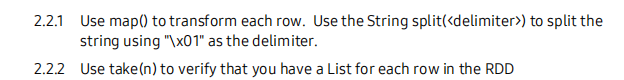 2.2.1 Use map() to transform each row. Use the String split(<delimiter>) to split the
string using "\x01" as the delimiter.
2.2.2 Use take(n) to verify that you have a List for each row in the RDD